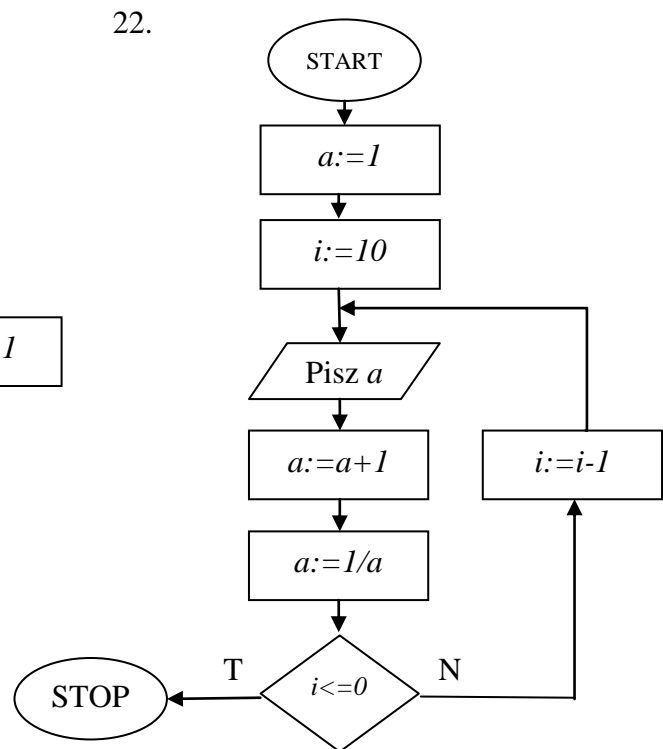 22.
START
a:=1
i:=10
1
Pisz a
a:=a+1
i:=i-1
a:=1/a
T
i<=0
N
STOP